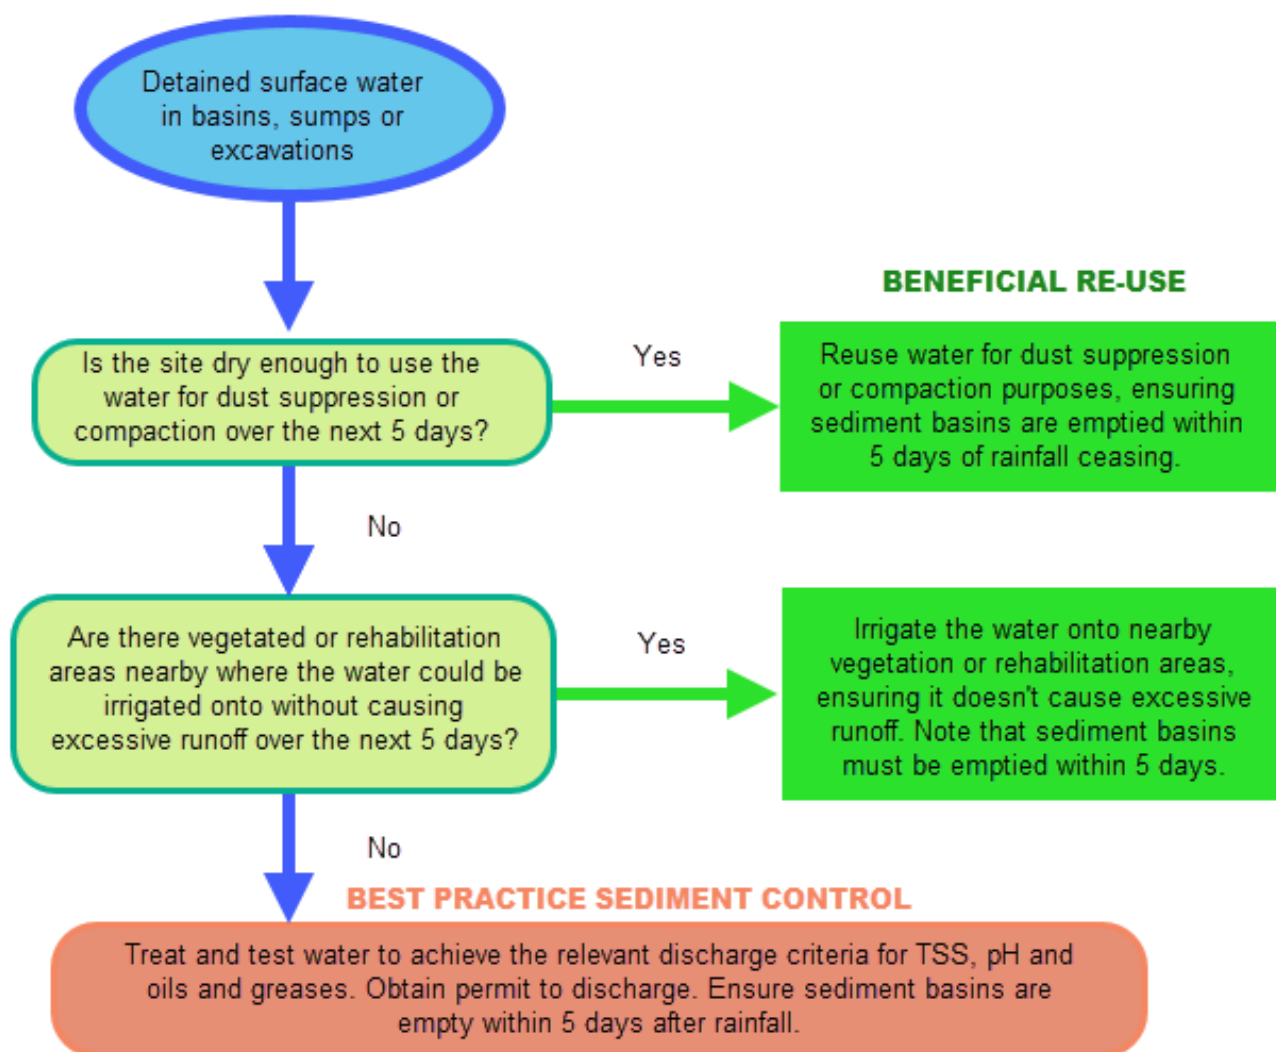 Detained surface water
in basins, sumps or
excavations
BENEFICIAL RE-USE
Is the site dry enough to use the
water for dust suppression or
compaction over the next 5 days?
Yes
Reuse water for dust suppression
or compaction purposes, ensuring
sediment basins are emptied within
5 days of rainfall ceasing.
No
Are there vegetated or rehabilitation
areas nearby where the water could be
irrigated onto without causing
excessive runoff over the next 5 days?
Yes
Irrigate the water onto nearby
vegetation or rehabilitation areas,
ensuring it doesn't cause excessive
runoff. Note that sediment basins
must be emptied within 5 days.
No
BEST PRACTICE SEDIMENT CONTROL
Treat and test water to achieve the relevant discharge criteria for TSS, pH and
oils and greases. Obtain permit to discharge. Ensure sediment basins are
empty within 5 days after rainfall.